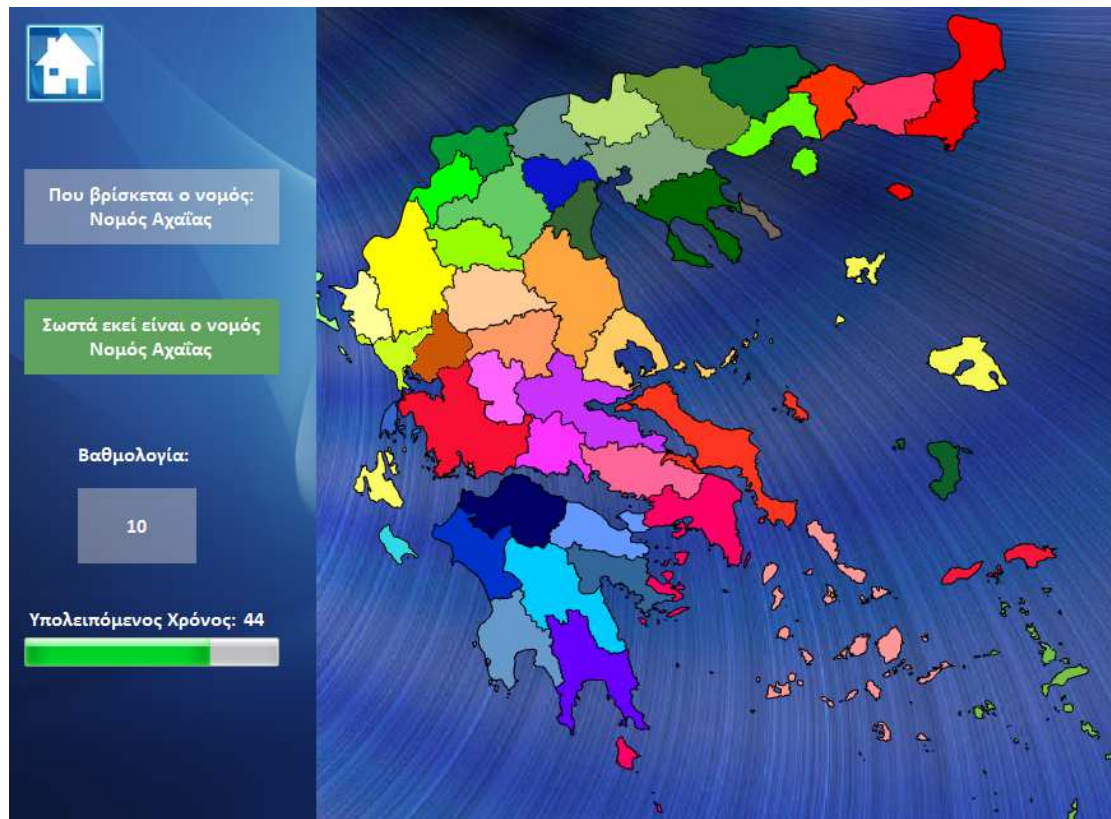 Που βρίσκεται ο νομός:
Νομός Αχαΐας
Σωστά εκεί είναι ο νομός
Νομός Αχαΐας
Βαθμολογία:
10
Υπολειπόμενος Χρόνος: 44